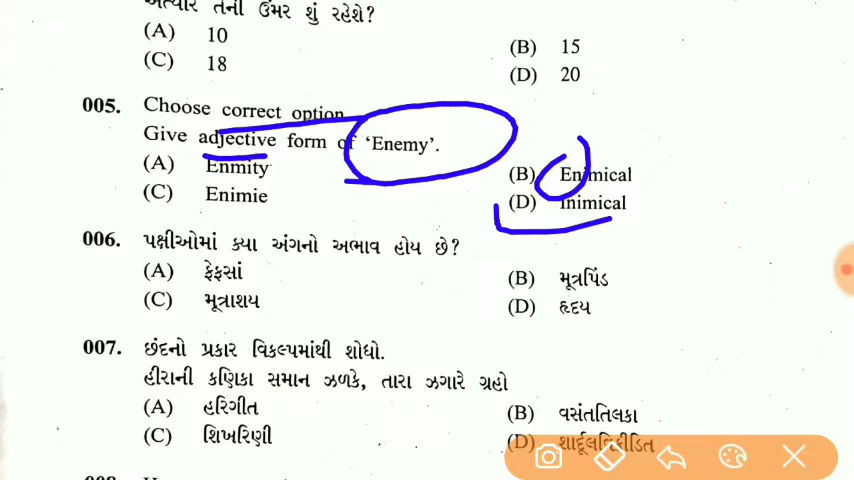 અત્યારે તેની ઉંમર શું રહેશે?
(A) 10
(B) 15
(C) 18
(D) 20
005. Choose correct option
Give adjective form of ‘Enemy’.
(A) Enmity
(B) Enimical
(C) Enimie
(D) Inimical
006. પક્ષીઓમાં ક્યા અંગનો અભાવ હોય છે?
(A) ફેફસાં
(B) મૂત્રપિંડ
(C) મૂત્રાશય
(D) હૃદય
007. છંદનો પ્રકાર વિકલ્પમાંથી શોધો.
હીરાની કણિકા સમાન ઝળકે, તારા ઝગારે ગ્રહો
(A) હરિગીત
(B) વસંતતિલકા
(C) શિખરિણી
(D) શાર્દૂલવિક્રીડિત